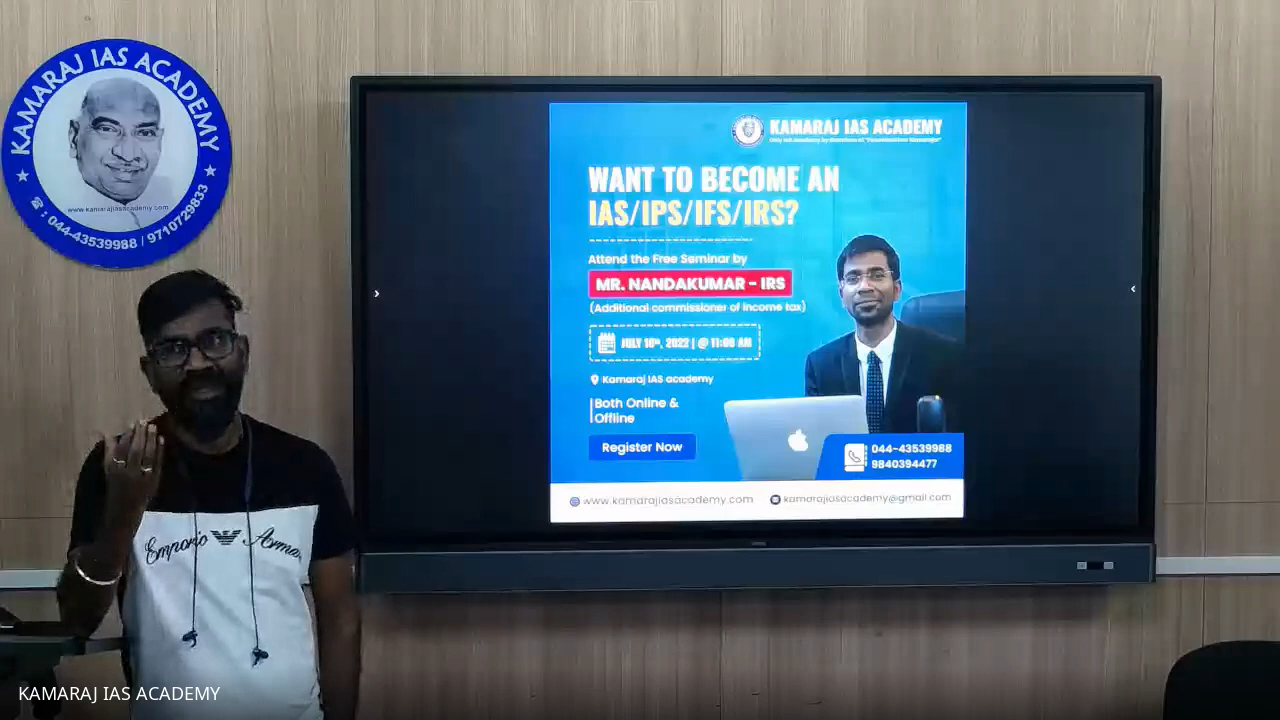 KAMARAJ IAS ACADEMY
www.kamarajiasacademy.com
☎ : 044-43539988 / 9710729833
KAMARAJ IAS ACADEMY
WANT TO BECOME AN
IAS/IPS/IFS/IRS?
Attend the Free Seminar by
MR. NANDAKUMAR - IRS
(Additional commissioner of income tax)
JULY 10th, 2022 | @ 11:00 AM
Kamaraj IAS academy
Both Online &
Offline
Register Now
044-43539988
9840394477
www.kamarajiasacademy.com
kamarajiasacademy@gmail.com
Emporio Arma
KAMARAJ IAS ACADEMY